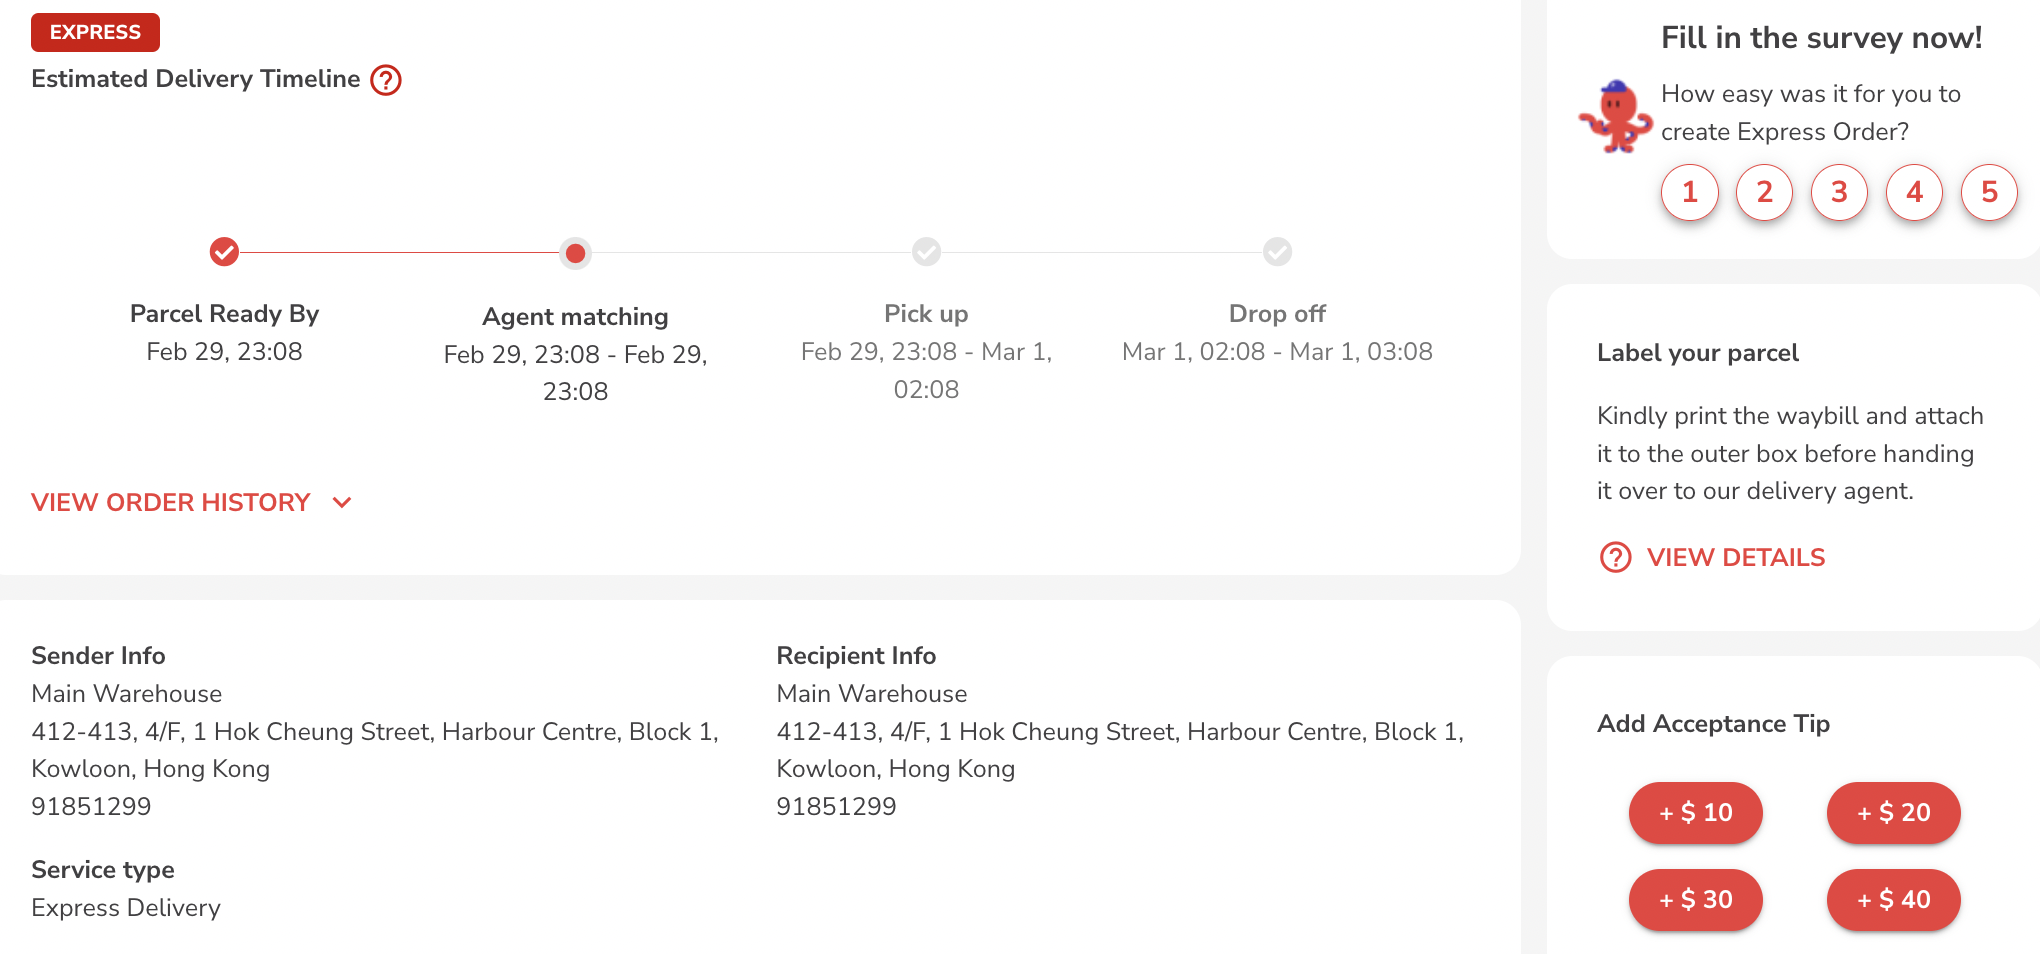 EXPRESS
Estimated Delivery Timeline
Parcel Ready By
Feb 29, 23:08
Agent matching
Feb 29, 23:08 - Feb 29,
23:08
Pick up
Feb 29, 23:08 - Mar 1,
02:08
Drop off
Mar 1, 02:08 - Mar 1, 03:08
VIEW ORDER HISTORY
Sender Info
Main Warehouse
412-413, 4/F, 1 Hok Cheung Street, Harbour Centre, Block 1,
Kowloon, Hong Kong
91851299
Service type
Express Delivery
Recipient Info
Main Warehouse
412-413, 4/F, 1 Hok Cheung Street, Harbour Centre, Block 1,
Kowloon, Hong Kong
91851299
Fill in the survey now!
How easy was it for you to
create Express Order?
1 2 3 4 5
Label your parcel
Kindly print the waybill and attach
it to the outer box before handing
it over to our delivery agent.
VIEW DETAILS
Add Acceptance Tip
+ $ 10
+ $ 20
+ $ 30
+ $ 40